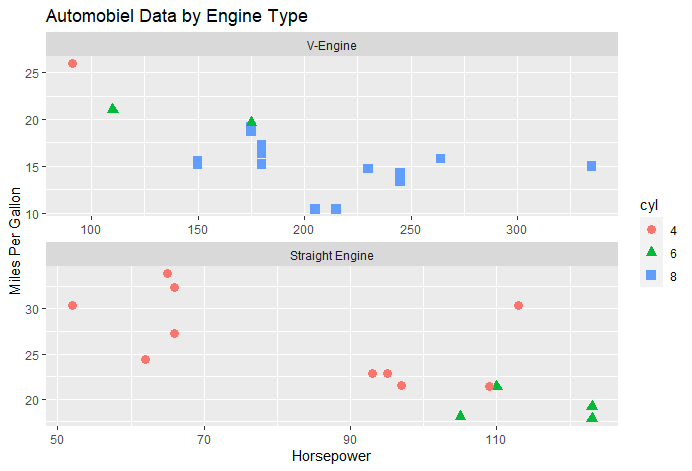 Automobiel Data by Engine Type
V-Engine
25
20
15
10
100 150 200 250 300
Miles Per Gallon
Straight Engine
30
25
20
50 70 90 110
Horsepower
cyl
4
6
8